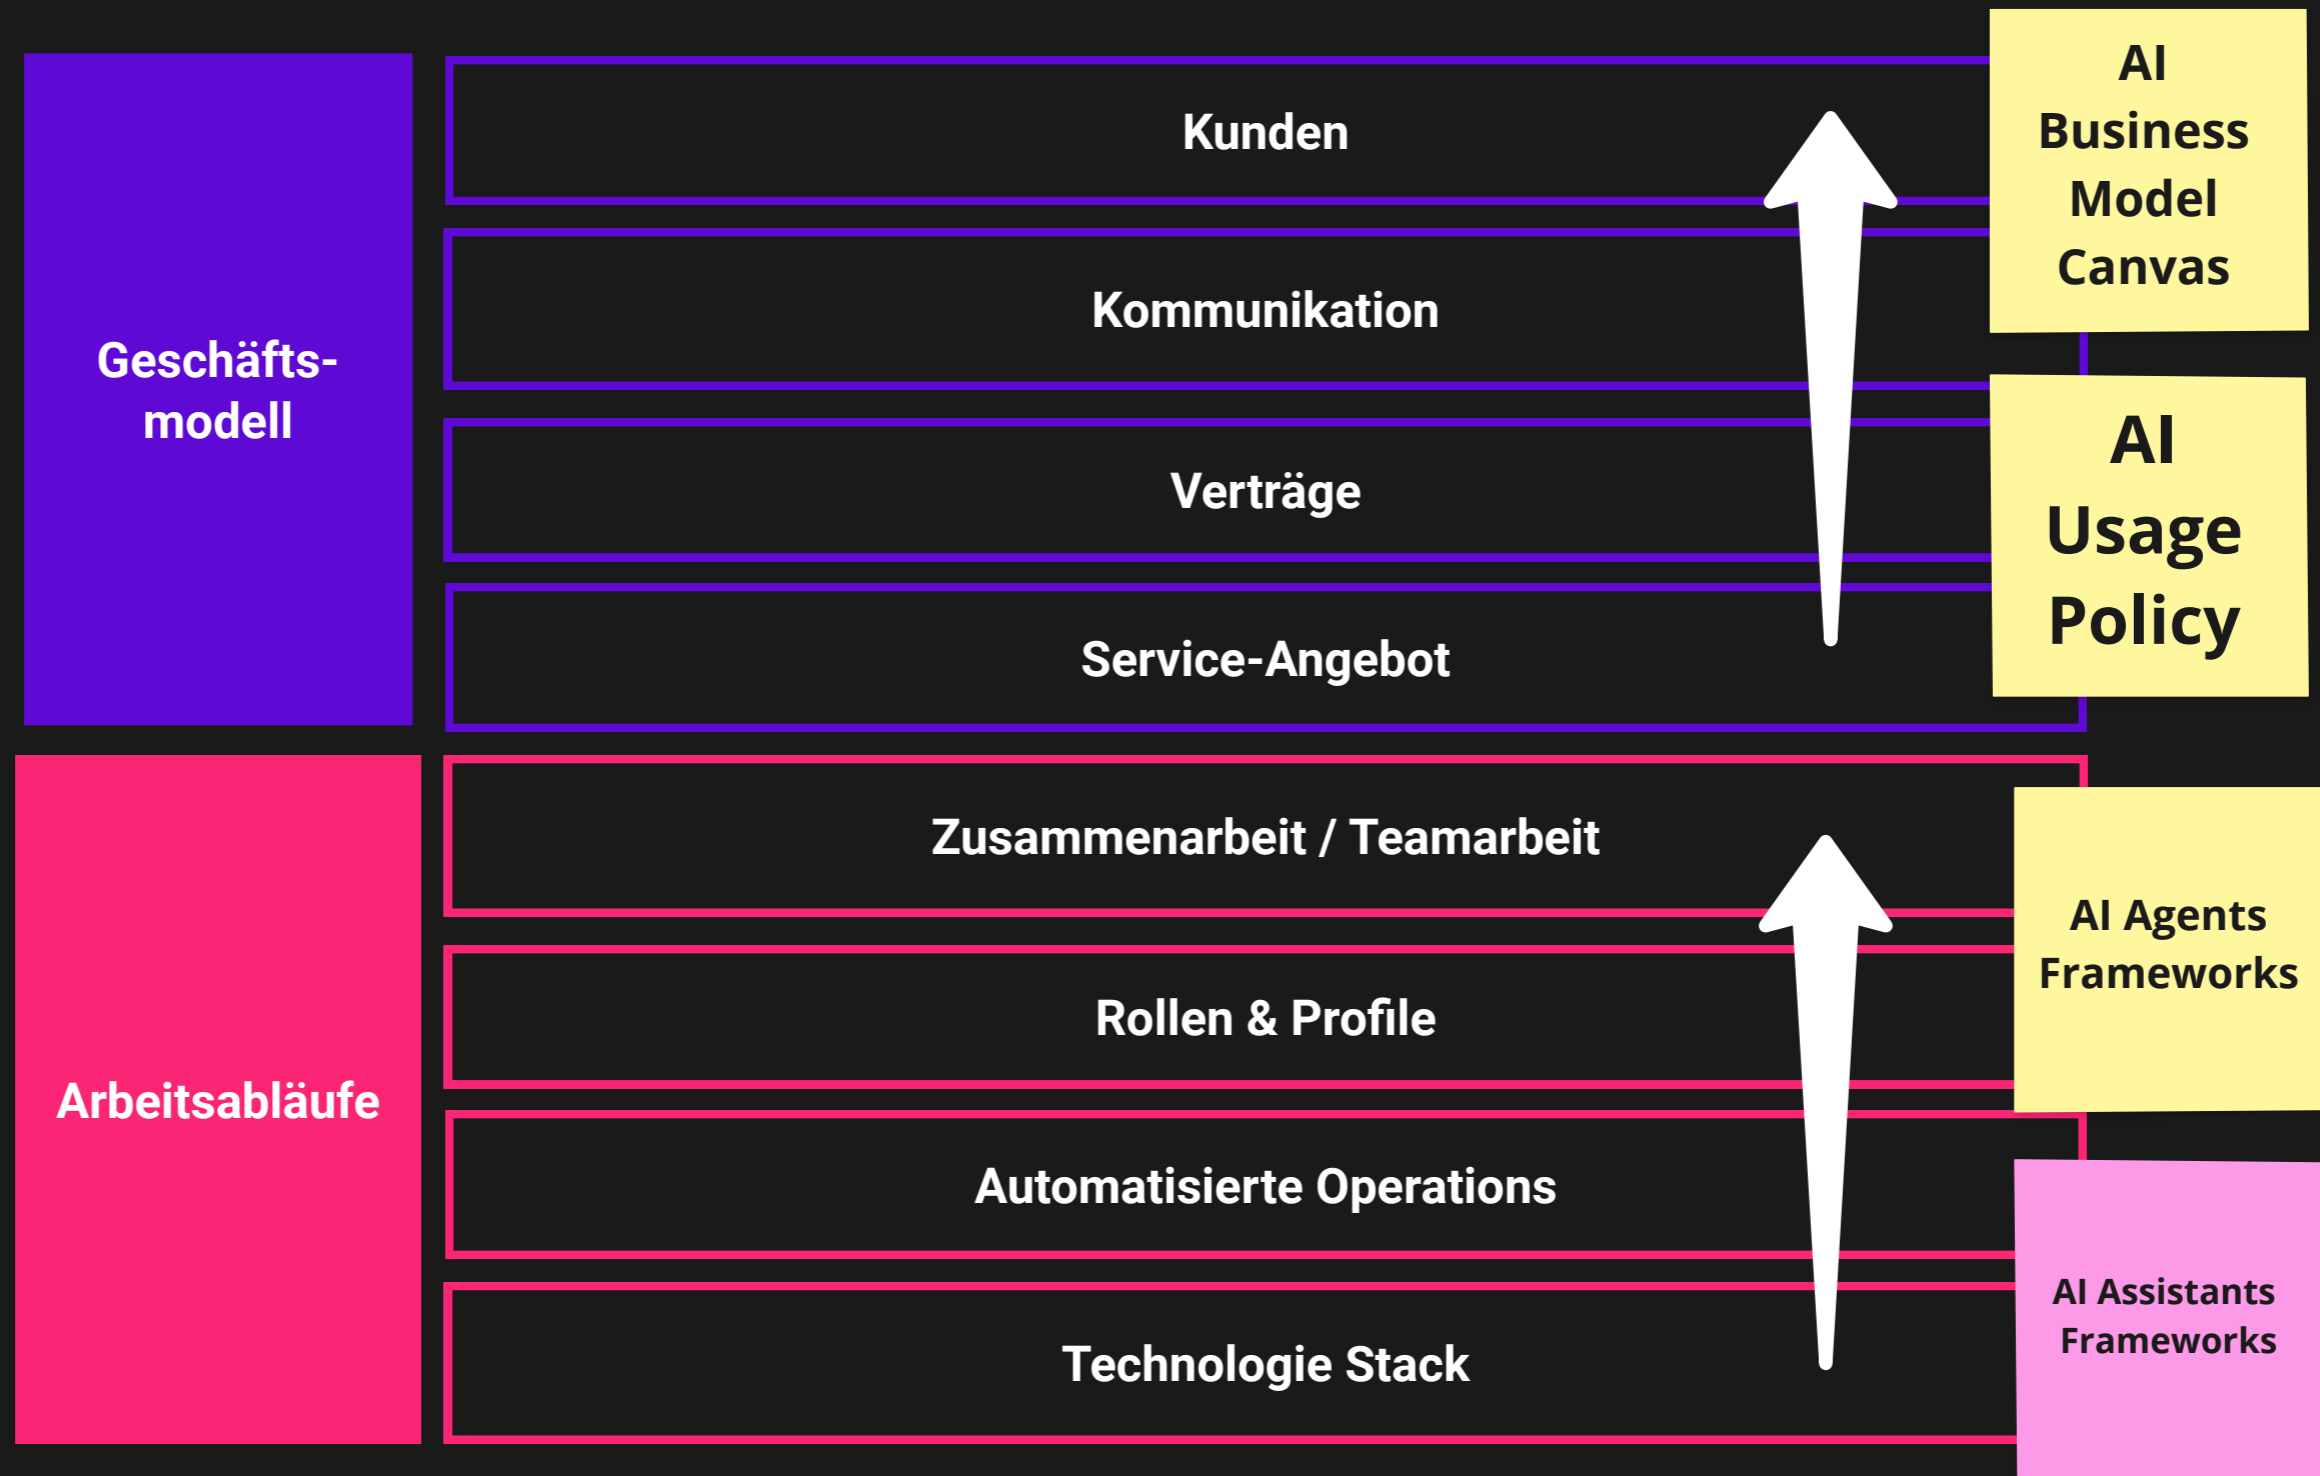 Geschäfts-
modell
Kunden
Kommunikation
Verträge
Service-Angebot
AI
Business
Model
Canvas
AI
Usage
Policy
Arbeitsabläufe
Zusammenarbeit / Teamarbeit
Rollen & Profile
Automatisierte Operations
Technologie Stack
AI Agents
Frameworks
AI Assistants
Frameworks